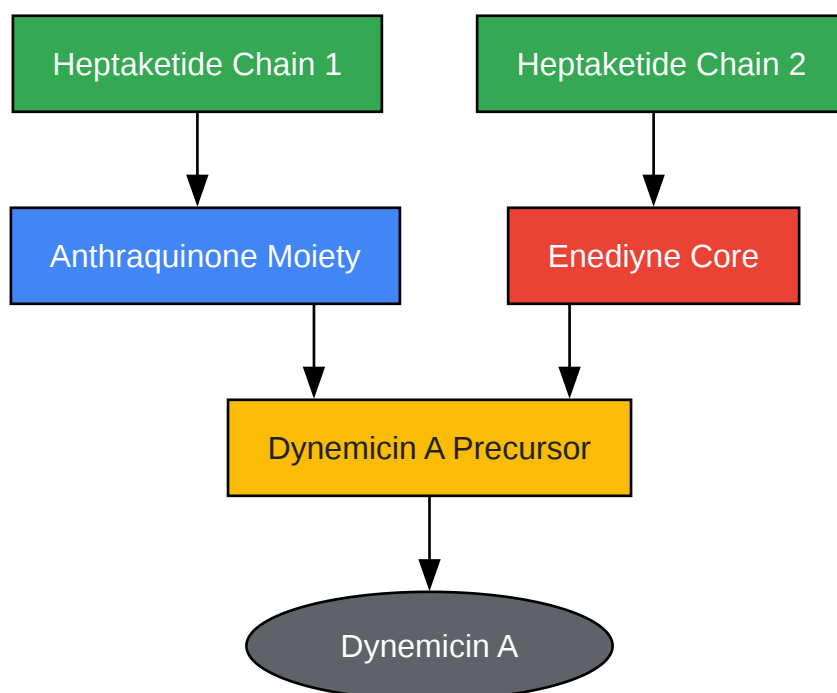 Heptaketide Chain 1
Heptaketide Chain 2
Anthraquinone Moiety
Enediyne Core
Dynemicin A Precursor
Dynemicin A